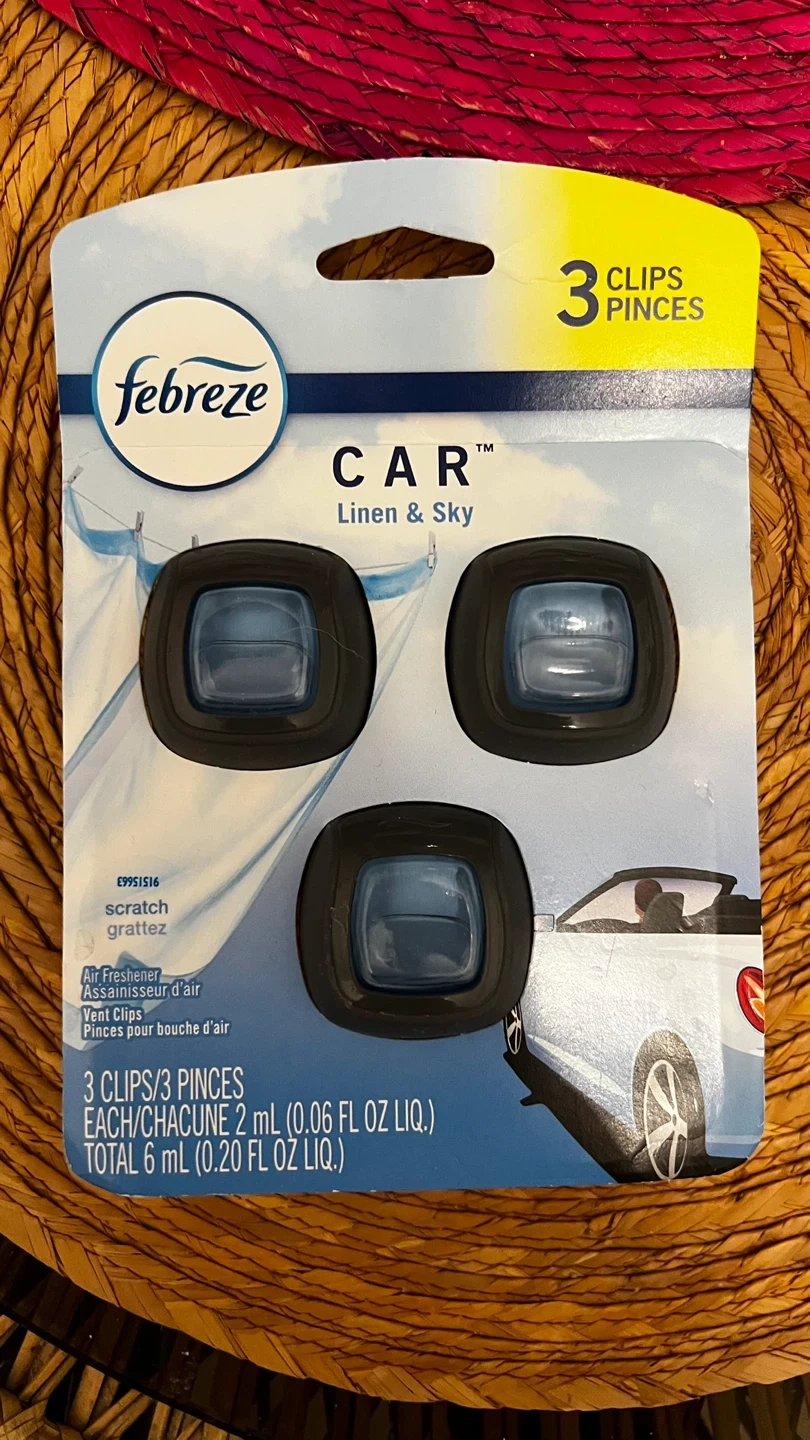 3 CLIPS
PINCES
febreze
CAR™
Linen & Sky
E99S1S16
scratch
grattez
Air Freshener
Assainisseur d'air
Vent Clips
Pinces pour bouche d'air
3 CLIPS/3 PINCES
EACH/CHACUNE 2 mL (0.06 FL OZ LIQ.)
TOTAL 6 mL (0.20 FL OZ LIQ.)